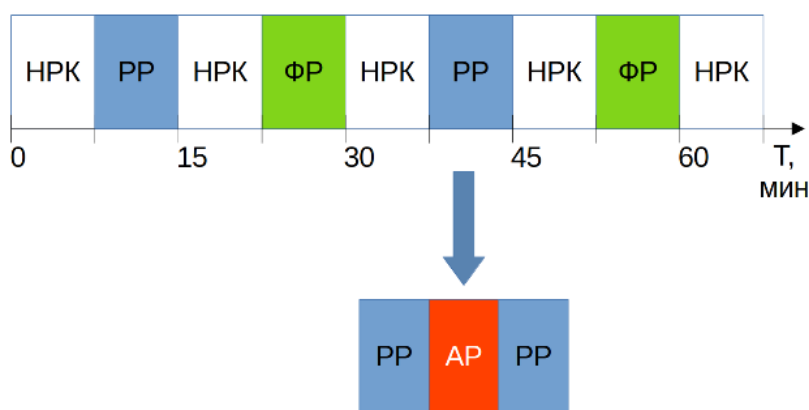 НРК РР НРК ФР НРК РР НРК ФР НРК
0 15 30 45 60 Т,
мин
РР АР РР